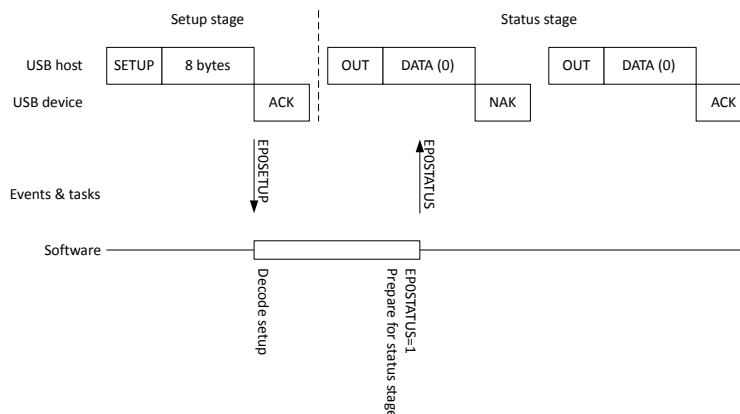 Setup stage
Status stage
USB host
SETUP
8 bytes
OUT
DATA (0)
OUT
DATA (0)
USB device
ACK
NAK
ACK
EP0SETUP
EP0STATUS
Events & tasks
Software
Decode setup
EP0STATUS=1
Prepare for status stage